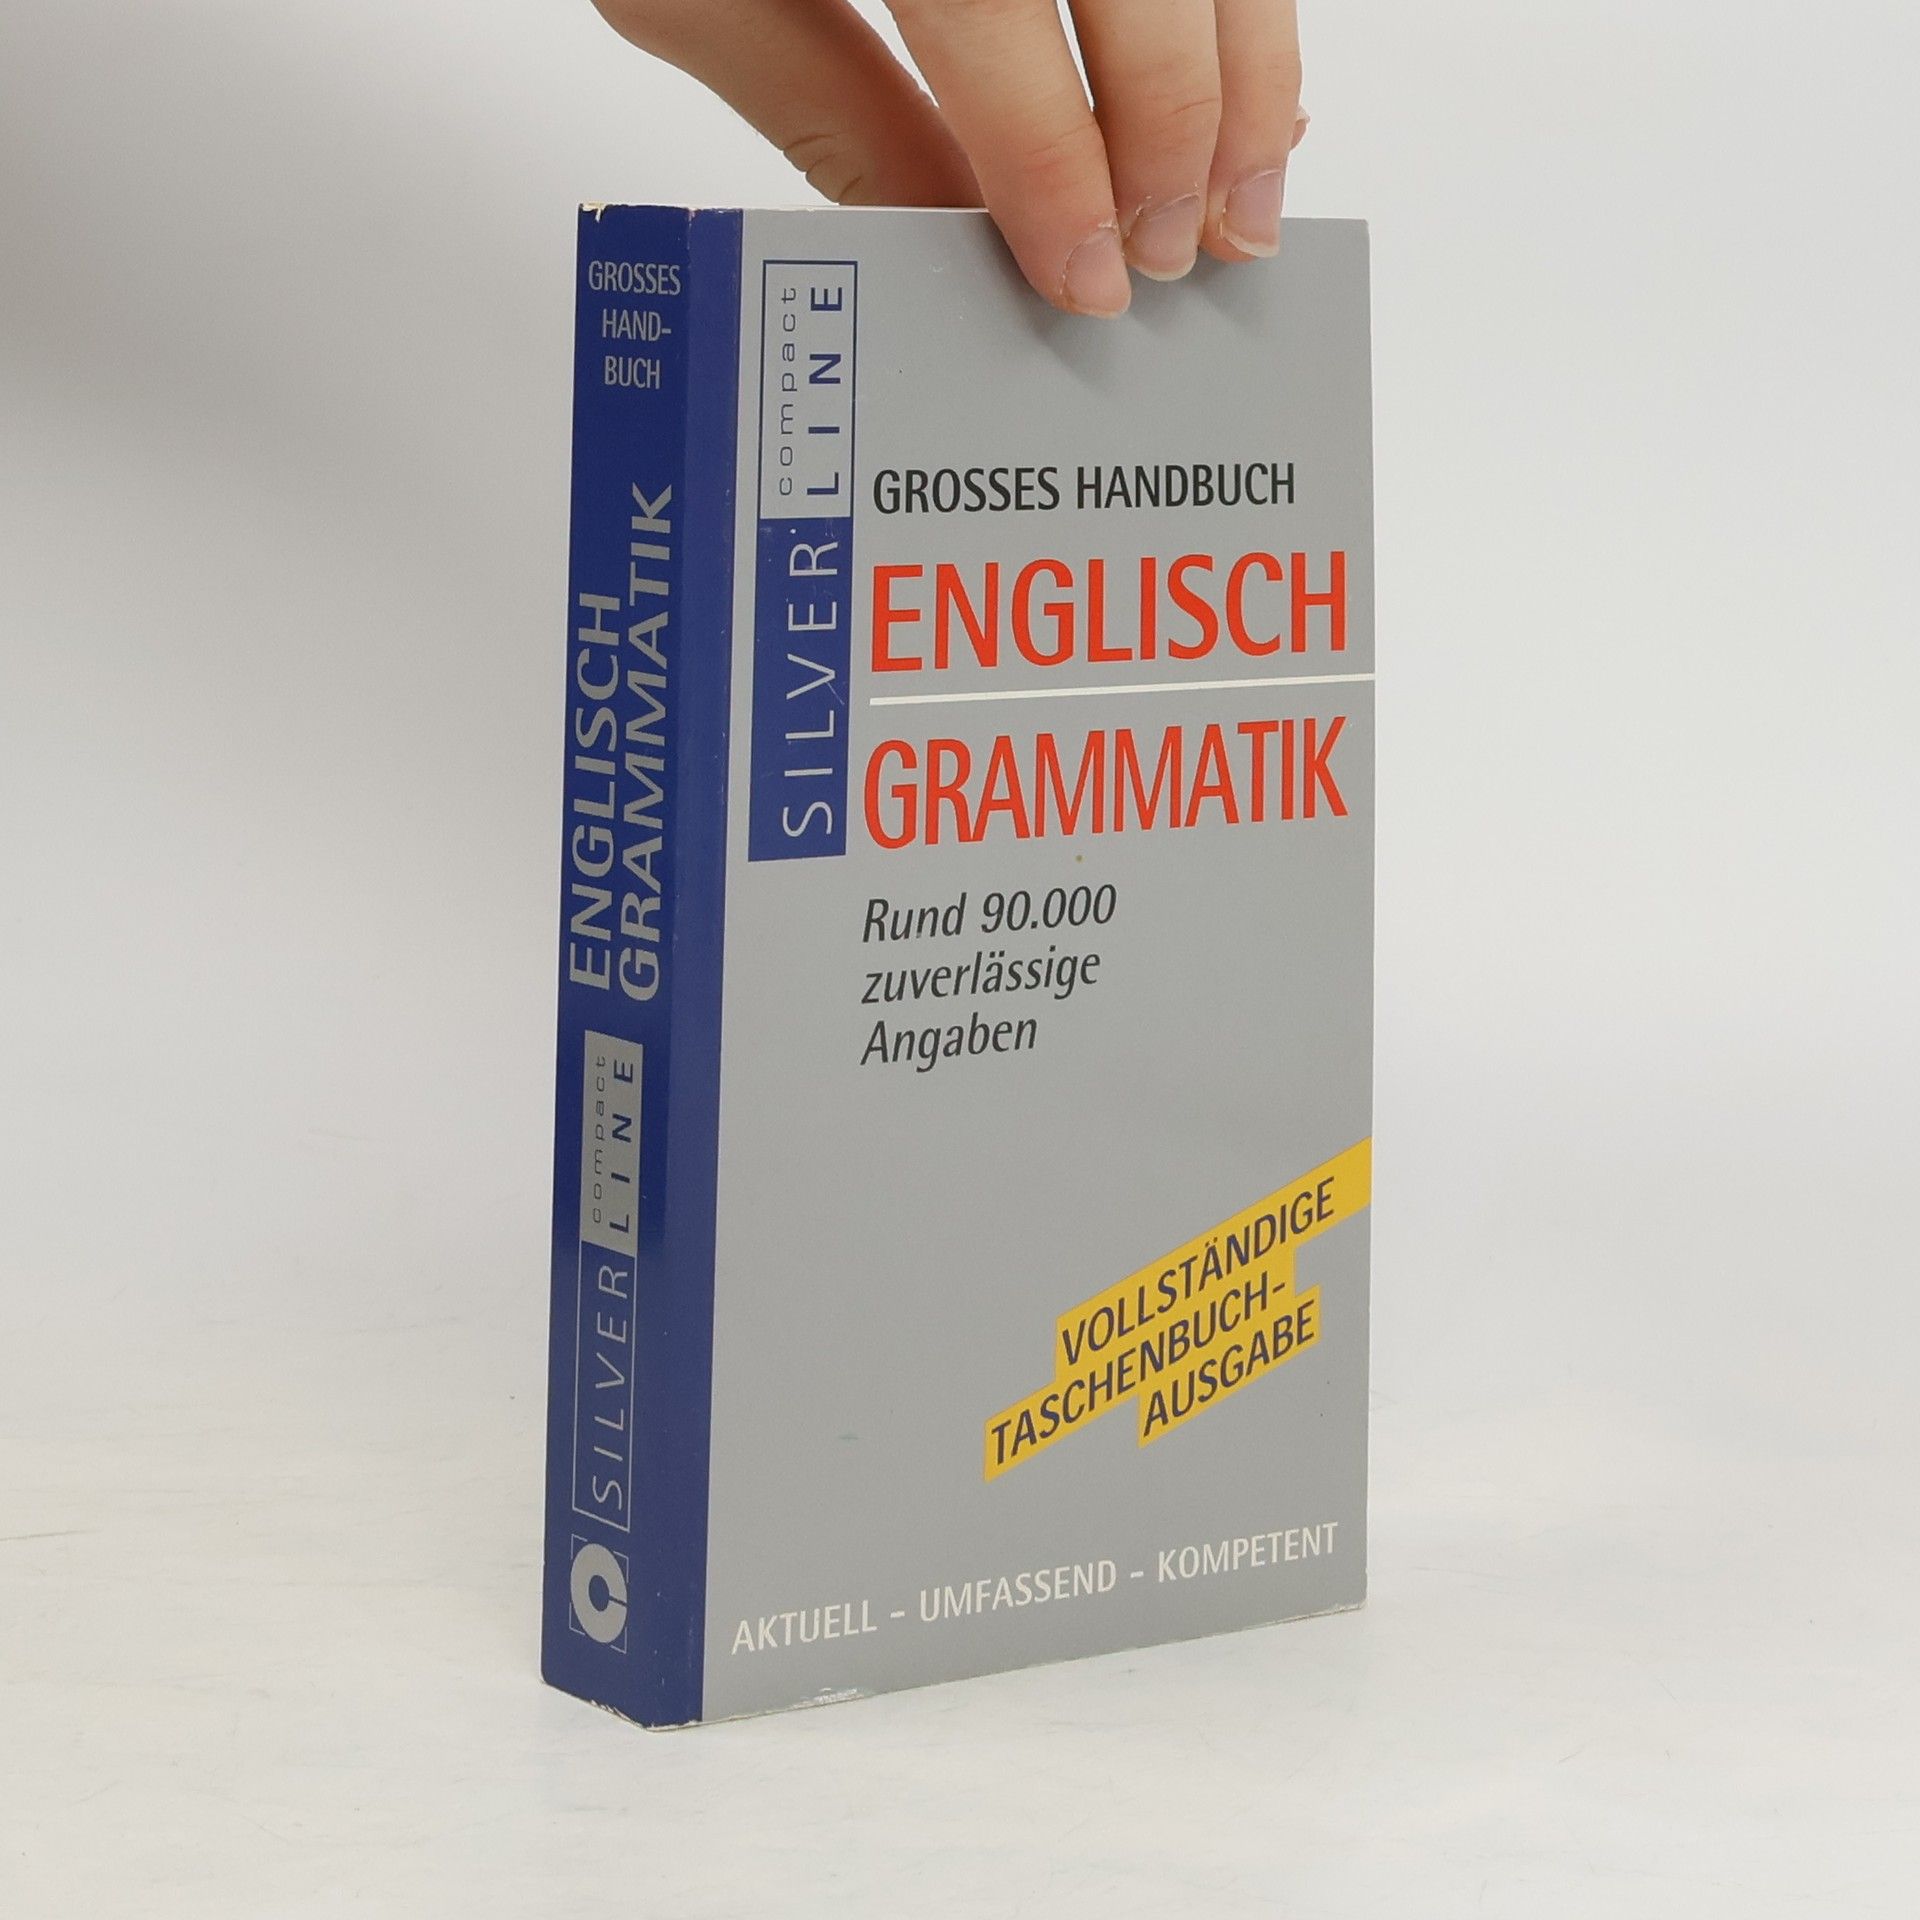 GROSSES
HAND-
BUCH
ENGLISCH
GRAMMATIK
compact
SILVER LINE
compact
SILVER LINE
GROSSES HANDBUCH
ENGLISCH
GRAMMATIK
Rund 90.000
zuverlässige
Angaben
VOLLSTÄNDIGE
TASCHENBUCH-
AUSGABE
AKTUELL - UMFASSEND - KOMPETENT